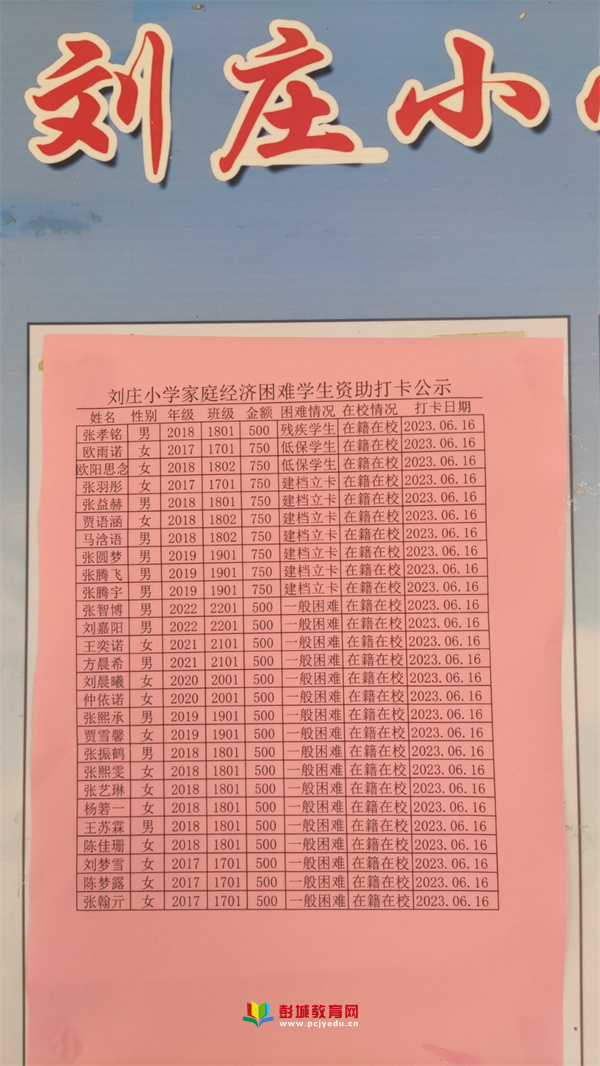 刘庄小
刘庄小学家庭经济困难学生资助打卡公示
姓名 性别 年级 班级 金额 困难情况 在校情况 打卡日期
张孝铭 男 2018 1801 500 残疾学生 在籍在校 2023.06.16
欧雨诺 女 2017 1701 750 低保学生 在籍在校 2023.06.16
欧阳思念 女 2018 1802 750 低保学生 在籍在校 2023.06.16
张羽彤 女 2017 1701 750 建档立卡 在籍在校 2023.06.16
张益赫 男 2018 1801 750 建档立卡 在籍在校 2023.06.16
贾语涵 女 2018 1802 750 建档立卡 在籍在校 2023.06.16
马浛语 男 2018 1802 750 建档立卡 在籍在校 2023.06.16
张圆梦 男 2019 1901 750 建档立卡 在籍在校 2023.06.16
张腾飞 男 2019 1901 750 建档立卡 在籍在校 2023.06.16
张腾宇 男 2019 1901 750 建档立卡 在籍在校 2023.06.16
张智博 男 2022 2201 500 一般困难 在籍在校 2023.06.16
刘嘉阳 男 2022 2201 500 一般困难 在籍在校 2023.06.16
王奕诺 女 2021 2101 500 一般困难 在籍在校 2023.06.16
方晨希 男 2021 2101 500 一般困难 在籍在校 2023.06.16
刘晨曦 女 2020 2001 500 一般困难 在籍在校 2023.06.16
仲依诺 女 2020 2001 500 一般困难 在籍在校 2023.06.16
张熙承 男 2019 1901 500 一般困难 在籍在校 2023.06.16
贾雪馨 女 2019 1901 500 一般困难 在籍在校 2023.06.16
张振鹤 男 2018 1801 500 一般困难 在籍在校 2023.06.16
张熙雯 女 2018 1801 500 一般困难 在籍在校 2023.06.16
张艺琳 女 2018 1801 500 一般困难 在籍在校 2023.06.16
杨箬一 女 2018 1801 500 一般困难 在籍在校 2023.06.16
王苏霖 男 2018 1801 500 一般困难 在籍在校 2023.06.16
陈佳珊 女 2018 1801 500 一般困难 在籍在校 2023.06.16
刘梦雪 女 2017 1701 500 一般困难 在籍在校 2023.06.16
陈梦露 女 2017 1701 500 一般困难 在籍在校 2023.06.16
张翰元 女 2017 1701 500 一般困难 在籍在校 2023.06.16
彭城教育网
www.pcjyedu.cn